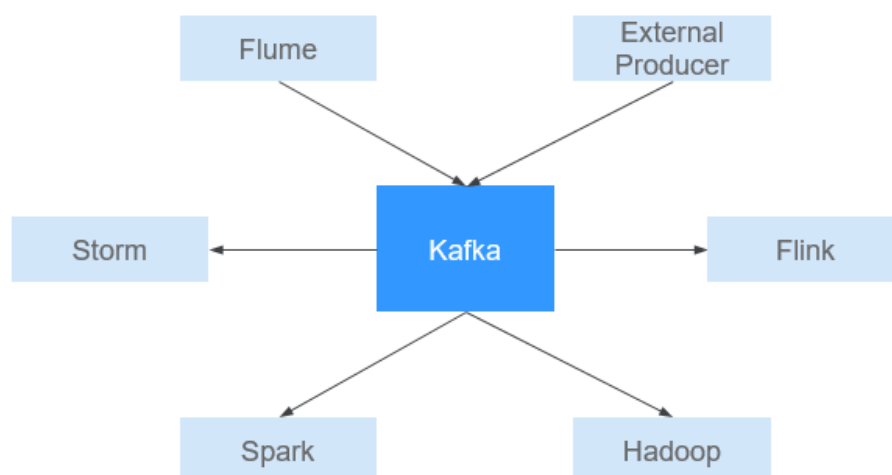 Flume
External
Producer
Storm
Kafka
Flink
Spark
Hadoop